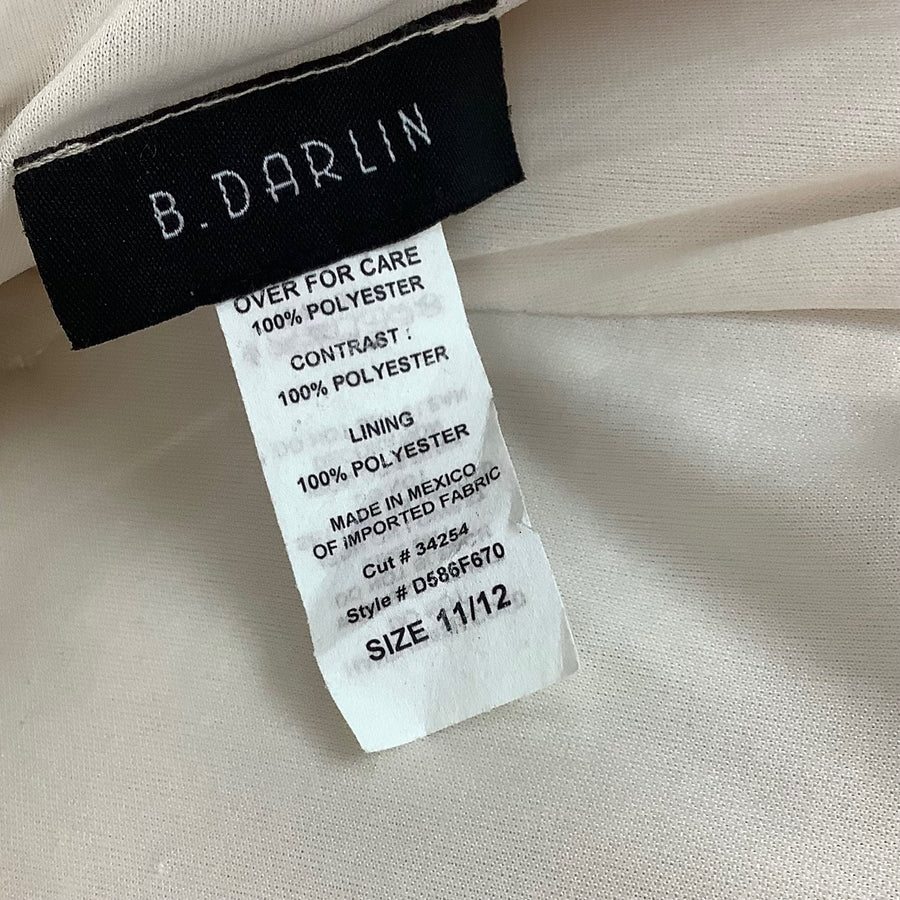 B.DARLIN
OVER FOR CARE
100% POLYESTER
CONTRAST :
100% POLYESTER
LINING
100% POLYESTER
MADE IN MEXICO
OF IMPORTED FABRIC
Cut # 34254
Style # D586F670
SIZE 11/12